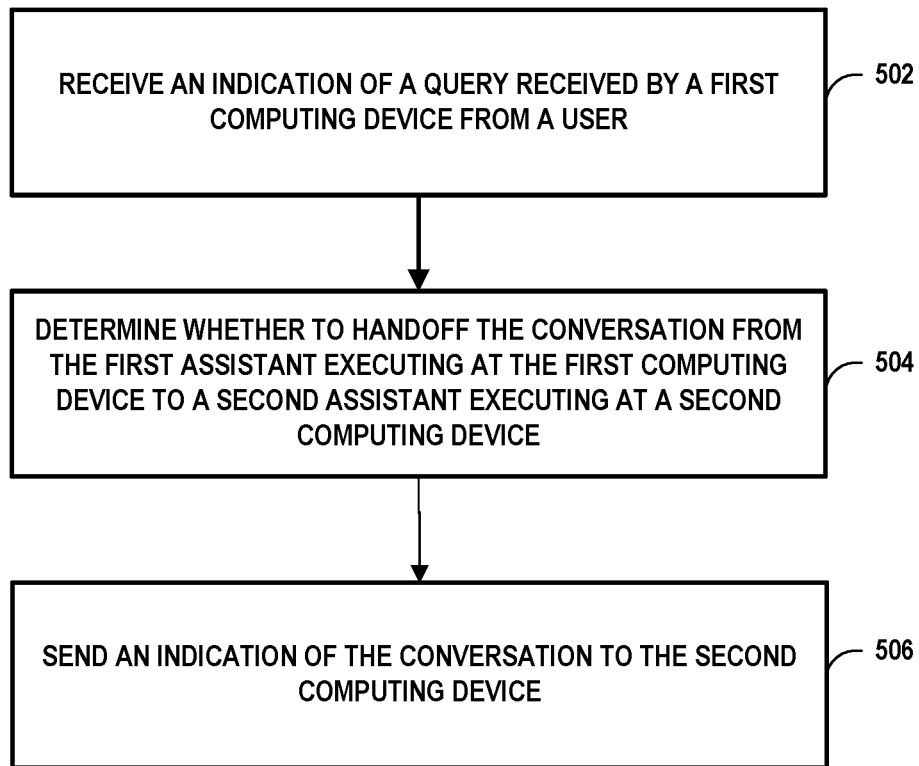 RECEIVE AN INDICATION OF A QUERY RECEIVED BY A FIRST
COMPUTING DEVICE FROM A USER
502
DETERMINE WHETHER TO HANDOFF THE CONVERSATION FROM
THE FIRST ASSISTANT EXECUTING AT THE FIRST COMPUTING
DEVICE TO A SECOND ASSISTANT EXECUTING AT A SECOND
COMPUTING DEVICE
504
SEND AN INDICATION OF THE CONVERSATION TO THE SECOND
COMPUTING DEVICE
506